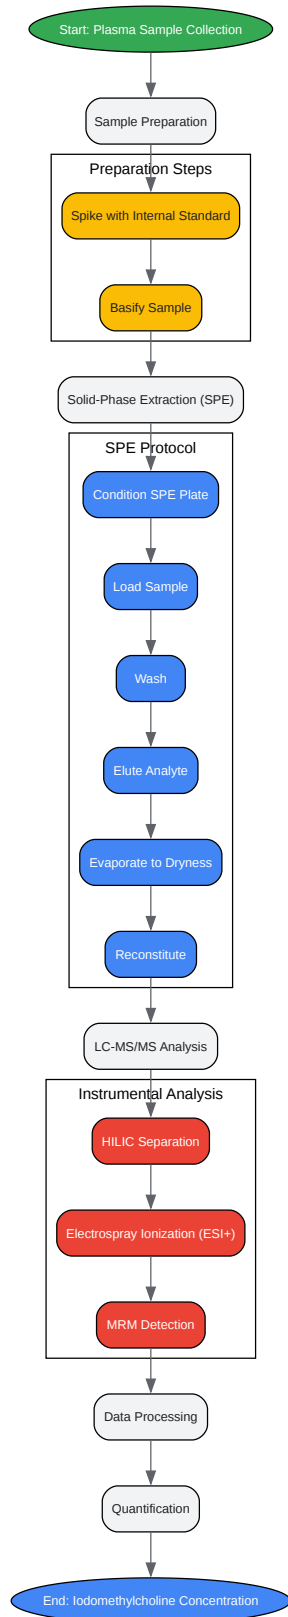 Start: Plasma Sample Collection
Sample Preparation
Preparation Steps
Spike with Internal Standard
Basify Sample
Solid-Phase Extraction (SPE)
SPE Protocol
Condition SPE Plate
Load Sample
Wash
Elute Analyte
Evaporate to Dryness
Reconstitute
LC-MS/MS Analysis
Instrumental Analysis
HILIC Separation
Electrospray Ionization (ESI+)
MRM Detection
Data Processing
Quantification
End: Iodomethylcholine Concentration